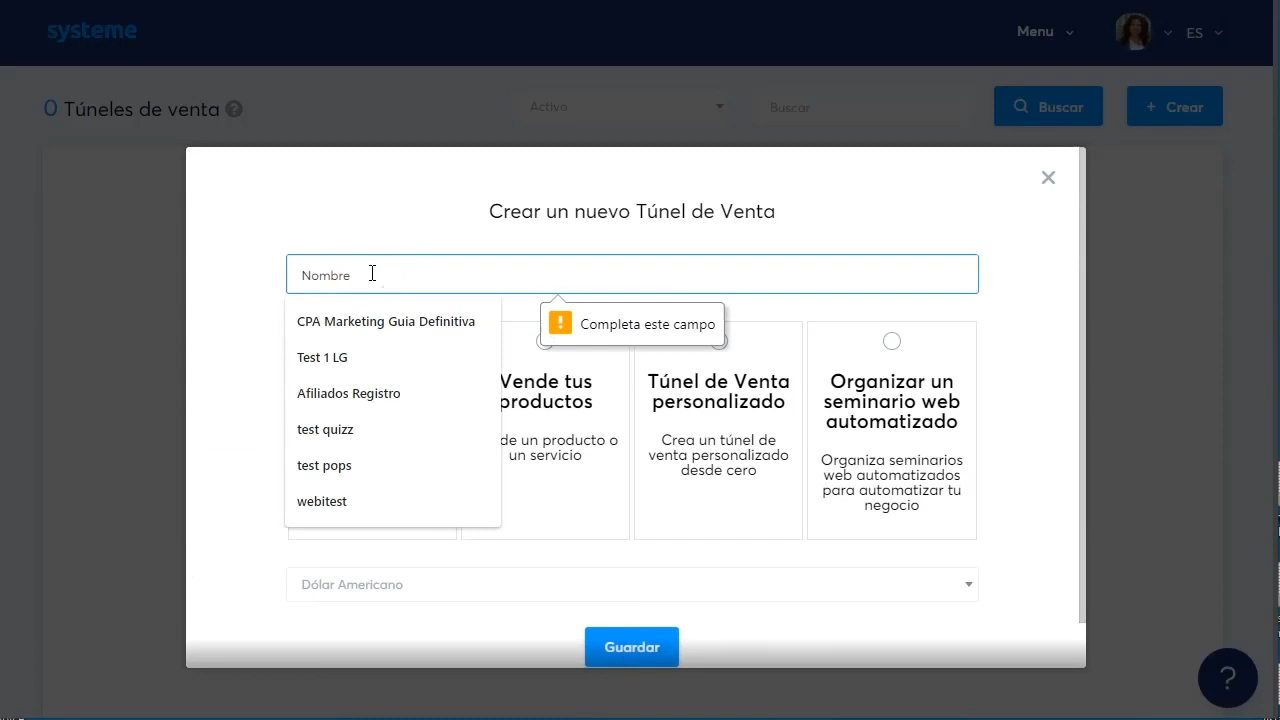 systeme
Menu
ES
0 Túneles de venta ?
Activo
Buscar
Buscar
+ Crear
Crear un nuevo Túnel de Venta
Nombre
CPA Marketing Guia Definitiva
Test 1 LG
Afiliados Registro
test quizz
test pops
webitest
! Completa este campo
Vende tus
productos
de un producto o
un servicio
Túnel de Venta
personalizado
Crea un túnel de
venta personalizado
desde cero
Organizar un
seminario web
automatizado
Organiza seminarios
web automatizados
para automatizar tu
negocio
Dólar Americano
Guardar
?